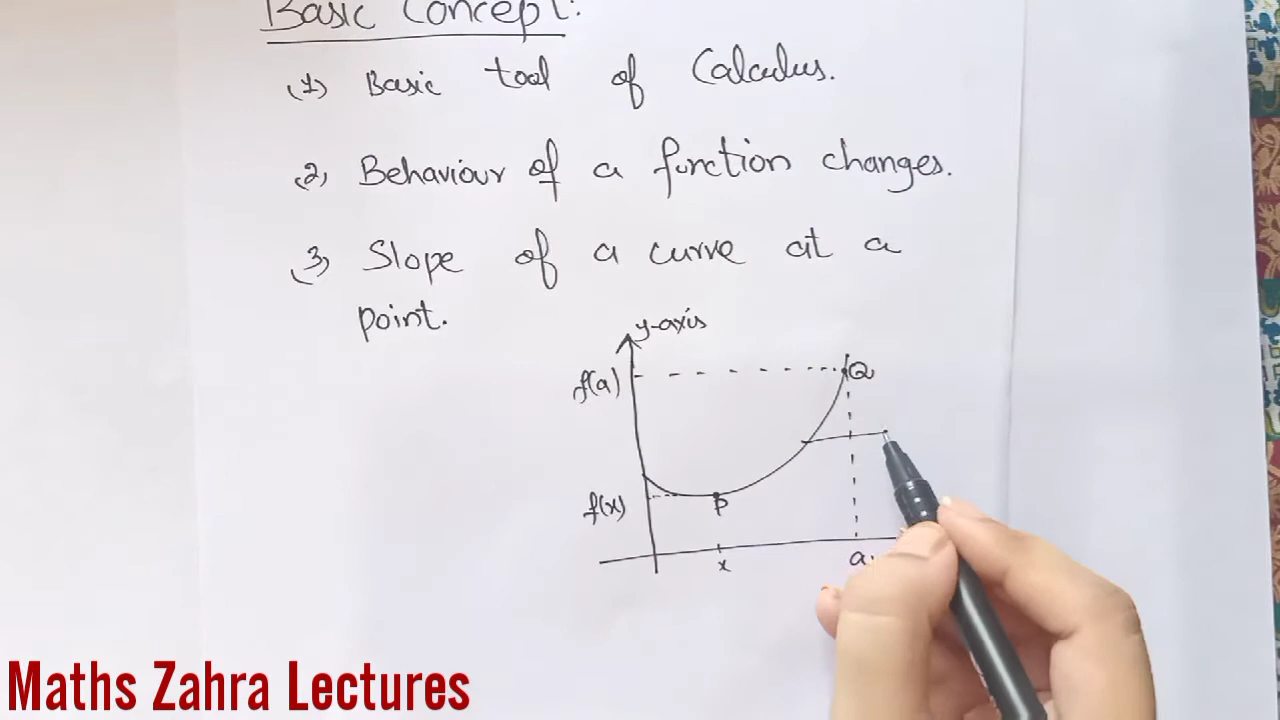 Basic Concept:
(1) Basic tool of Calculus.
(2) Behaviour of a function changes.
(3) Slope of a curve at a
point.
y-axis
f(a)
Q
f(x)
P
x
a
Maths Zahra Lectures